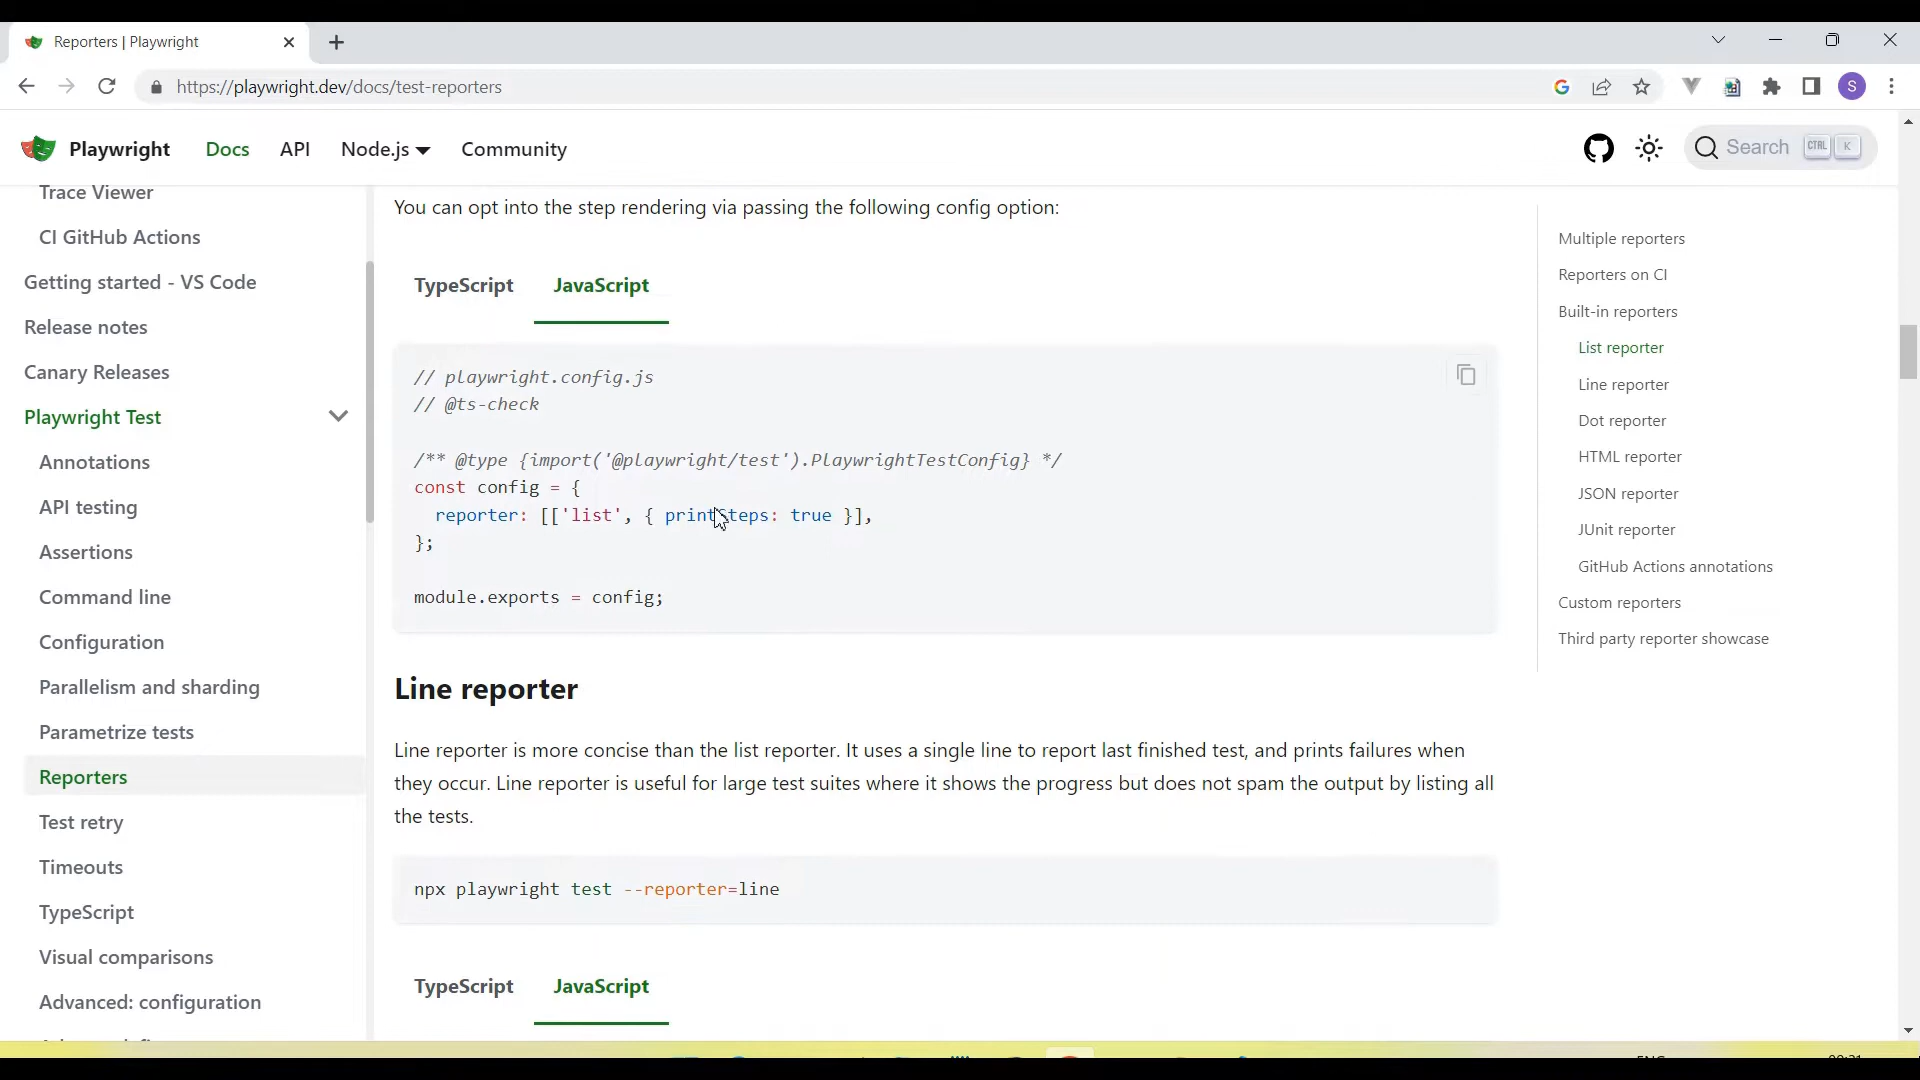 Reporters | Playwright
https://playwright.dev/docs/test-reporters
S
Playwright
Docs
API
Node.js
Community
Search
CTRL
K
Trace Viewer
CI GitHub Actions
Getting started - VS Code
Release notes
Canary Releases
Playwright Test
Annotations
API testing
Assertions
Command line
Configuration
Parallelism and sharding
Parametrize tests
Reporters
Test retry
Timeouts
TypeScript
Visual comparisons
Advanced: configuration
You can opt into the step rendering via passing the following config option:
TypeScript
JavaScript
// playwright.config.js
// @ts-check
/** @type {import('@playwright/test').PlaywrightTestConfig} */
const config = {
reporter: [['list', { printSteps: true }],
};
module.exports = config;
Line reporter
Line reporter is more concise than the list reporter. It uses a single line to report last finished test, and prints failures when
they occur. Line reporter is useful for large test suites where it shows the progress but does not spam the output by listing all
the tests.
npx playwright test --reporter=line
TypeScript
JavaScript
Multiple reporters
Reporters on CI
Built-in reporters
List reporter
Line reporter
Dot reporter
HTML reporter
JSON reporter
JUnit reporter
GitHub Actions annotations
Custom reporters
Third party reporter showcase